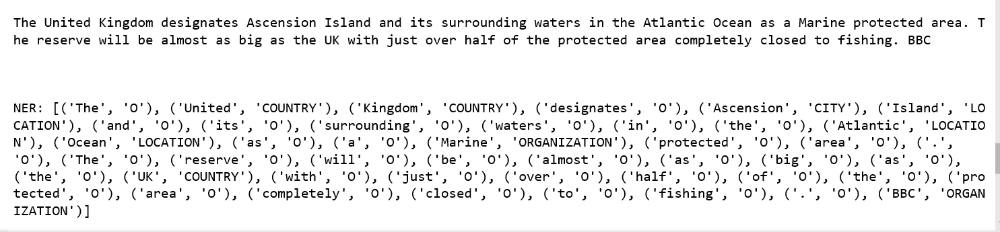 The United Kingdom designates Ascension Island and its surrounding waters in the Atlantic Ocean as a Marine protected area. T
he reserve will be almost as big as the UK with just over half of the protected area completely closed to fishing. BBC
NER: [('The', 'O'), ('United', 'COUNTRY'), ('Kingdom', 'COUNTRY'), ('designates', 'O'), ('Ascension', 'CITY'), ('Island', 'LO
CATION'), ('and', 'O'), ('its', 'O'), ('surrounding', 'O'), ('waters', 'O'), ('in', 'O'), ('the', 'O'), ('Atlantic', 'LOCATIO
N'), ('Ocean', 'LOCATION'), ('as', 'O'), ('a', 'O'), ('Marine', 'ORGANIZATION'), ('protected', 'O'), ('area', 'O'), ('.',
'O'), ('The', 'O'), ('reserve', 'O'), ('will', 'O'), ('be', 'O'), ('almost', 'O'), ('as', 'O'), ('big', 'O'), ('as', 'O'),
('the', 'O'), ('UK', 'COUNTRY'), ('with', 'O'), ('just', 'O'), ('over', 'O'), ('half', 'O'), ('of', 'O'), ('the', 'O'), ('pro
tected', 'O'), ('area', 'O'), ('completely', 'O'), ('closed', 'O'), ('to', 'O'), ('fishing', 'O'), ('.', 'O'), ('BBC', 'ORGAN
IZATION')]